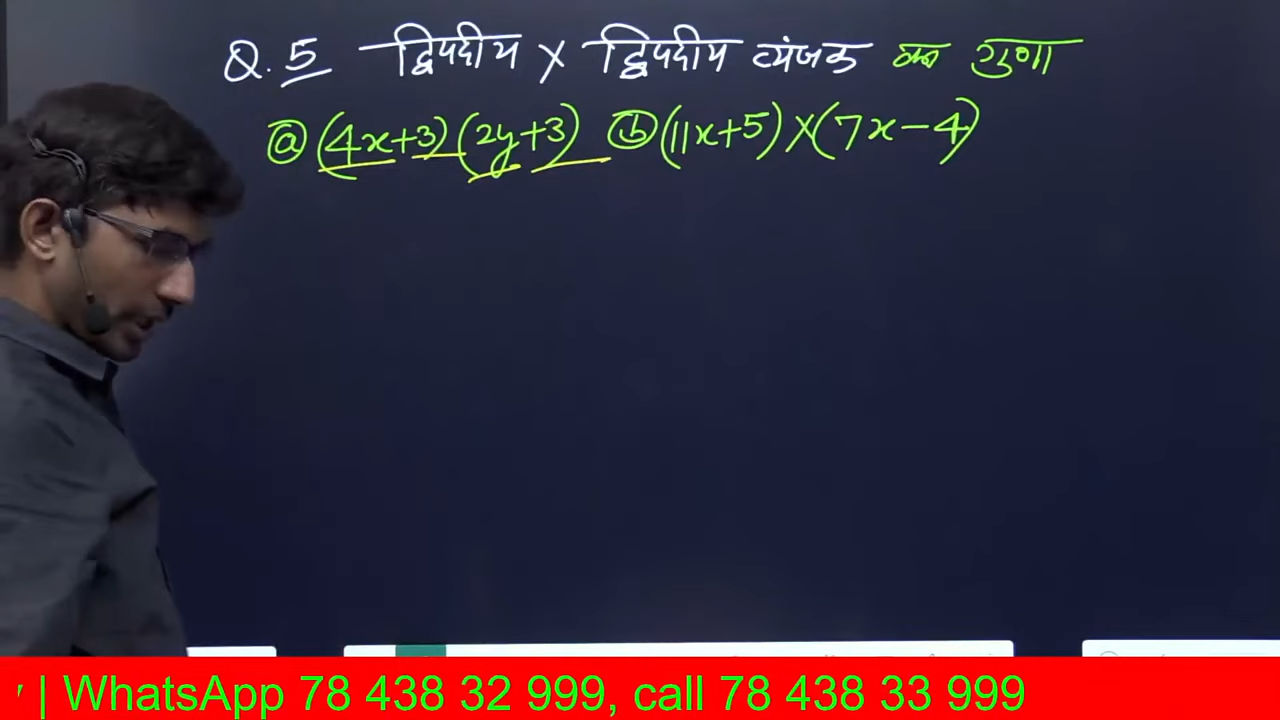 Q. 5 द्विपदीय X द्विपदीय व्यंजक का गुणा
ⓐ (4x+3)(2y+3) ⓑ (11x+5)X(7x-4)
| WhatsApp 78 438 32 999, call 78 438 33 999